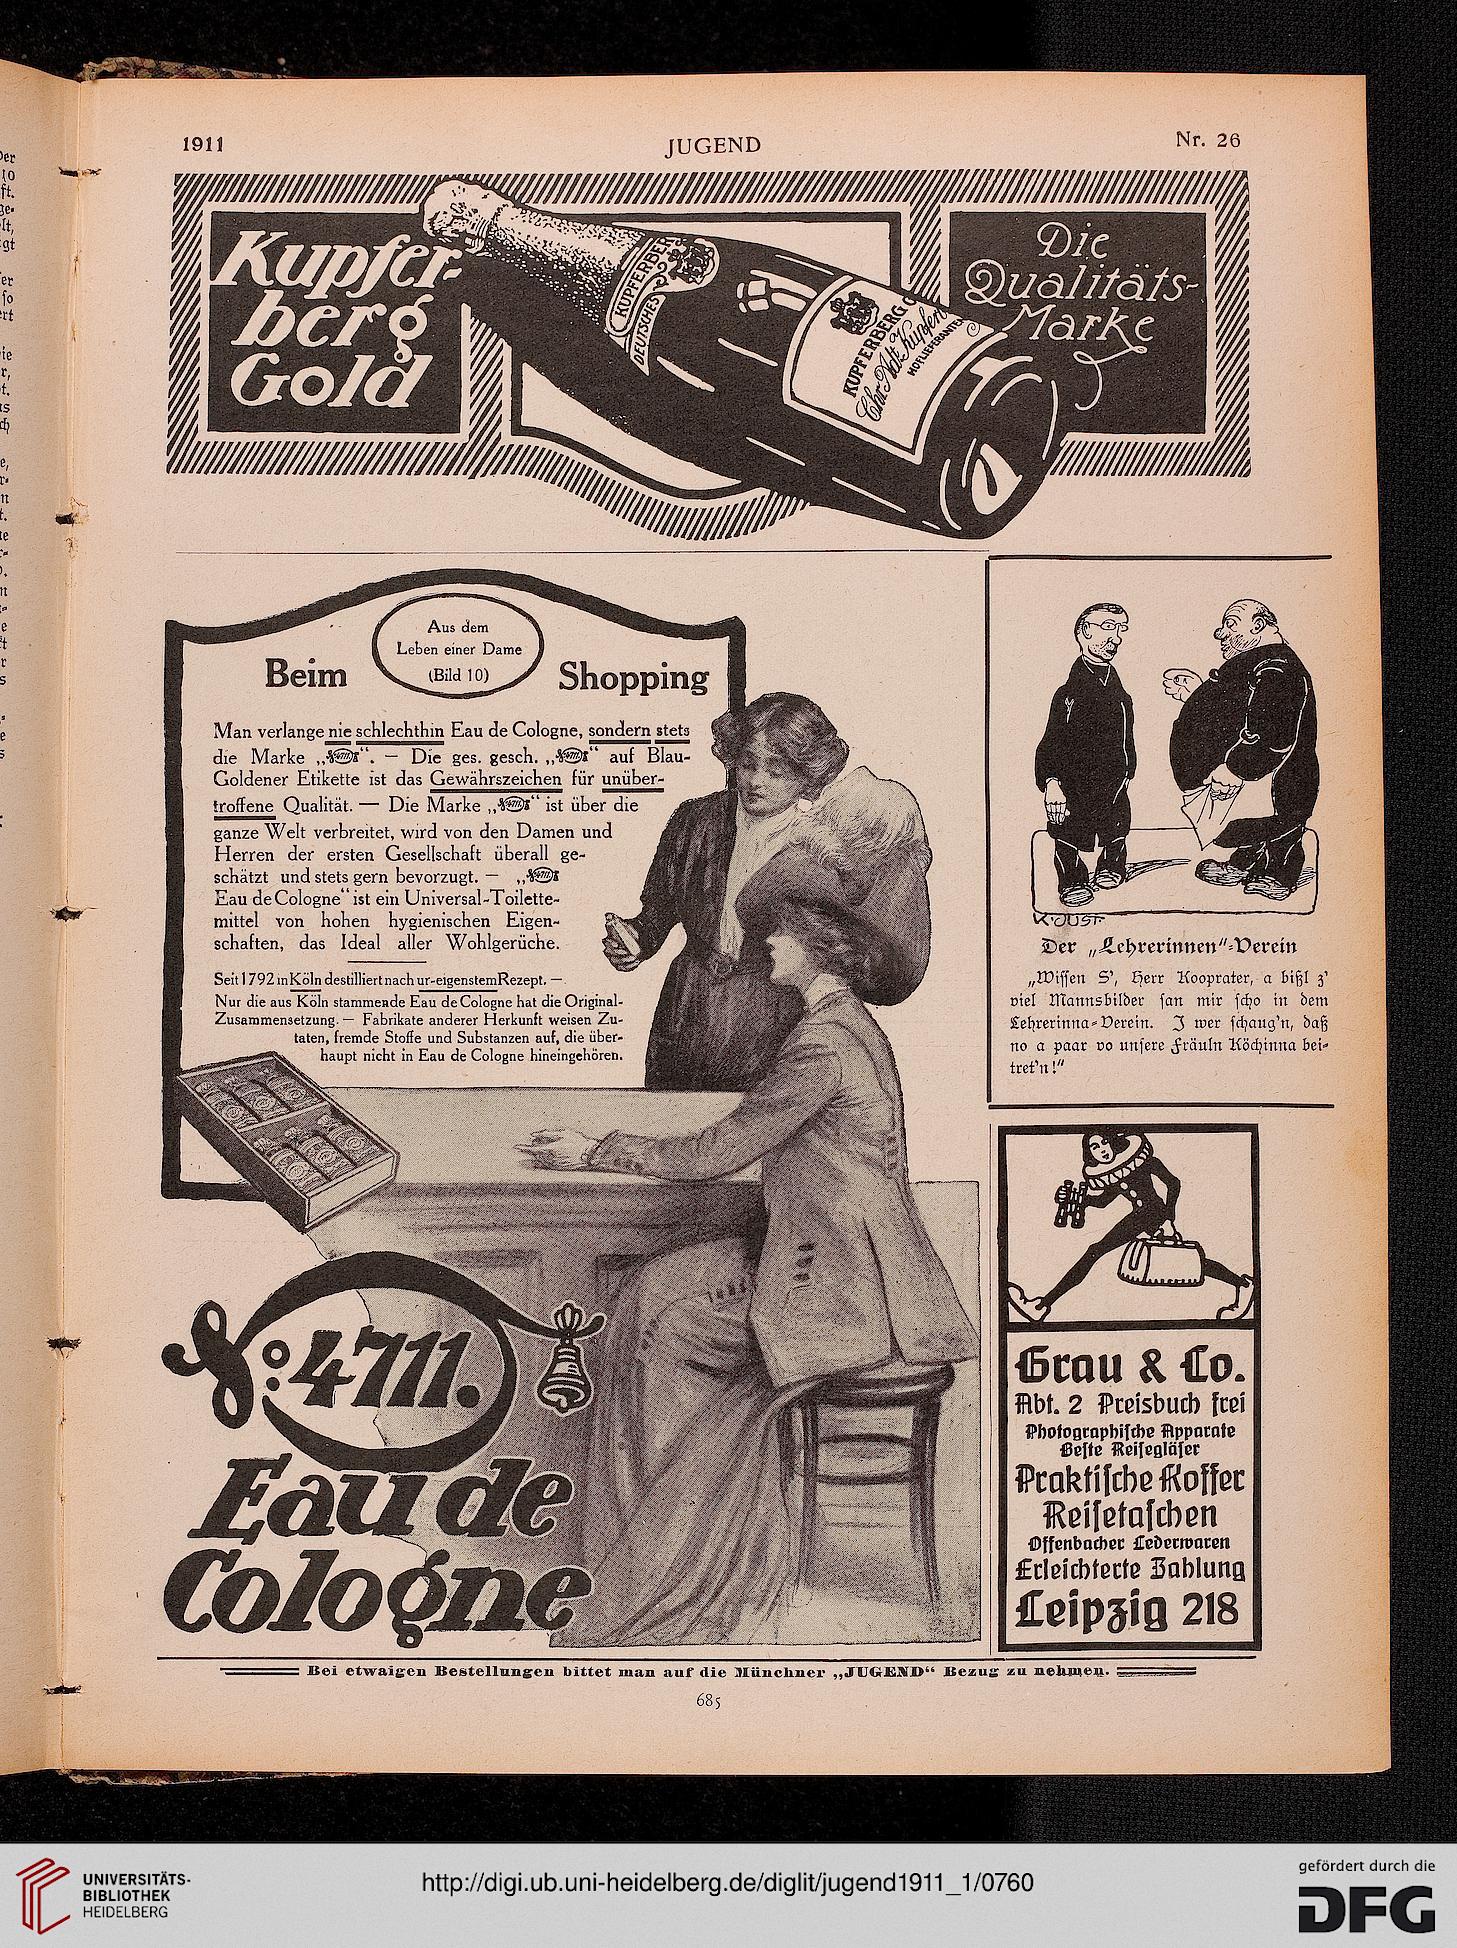 1911
JUGEND
Nr. 26
Kupfer-
berg
Gold
KUPFERBERG
DEUTSCHES
KUPFERBERG
Chr. Adt. Kupferb
HOFLIEFERANTEN
Die
Qualitäts-
Marke
Aus dem
Leben einer Dame
(Bild 10)
Beim Shopping
Man verlange nie schlechthin Eau de Cologne, sondern stets
die Marke „No 4711“. — Die ges. gesch. „No 4711“ auf Blau-
Goldener Etikette ist das Gewährszeichen für unüber-
troffene Qualität. — Die Marke „No 4711“ ist über die
ganze Welt verbreitet, wird von den Damen und
Herren der ersten Gesellschaft überall ge-
schätzt und stets gern bevorzugt. — „No 4711
Eau de Cologne“ ist ein Universal-Toilette-
mittel von hohen hygienischen Eigen-
schaften, das Ideal aller Wohlgerüche.
Seit 1792 in Köln destilliert nach ur-eigenstem Rezept. —
Nur die aus Köln stammende Eau de Cologne hat die Original-
Zusammensetzung. — Fabrikate anderer Herkunft weisen Zu-
taten, fremde Stoffe und Substanzen auf, die über-
haupt nicht in Eau de Cologne hineingehören.
No 4711.
Eau de
Cologne
K. JUST
Der „Lehrerinnen“-Verein
„Wissen S', Herr Kooprater, a bißl z'
viel Mannsbilder san mir scho in dem
Lehrerinna-Verein. J wer schaug'n, daß
no a paar vo unsere Fräuln Köchinna bei-
tret'n!“
Grau & Co.
Abt. 2 Preisbuch frei
Photographische Apparate
Beste Reisegläser
Praktische Koffer
Reisetaschen
Offenbacher Lederwaren
Erleichterte Zahlung
Leipzig 218
Bei etwaigen Bestellungen bittet man auf die Münchner „JUGEND“ Bezug zu nehmen.
685
UNIVERSITÄTS-
BIBLIOTHEK
HEIDELBERG
http://digi.ub.uni-heidelberg.de/diglit/jugend1911_1/0760
gefördert durch die
DFG